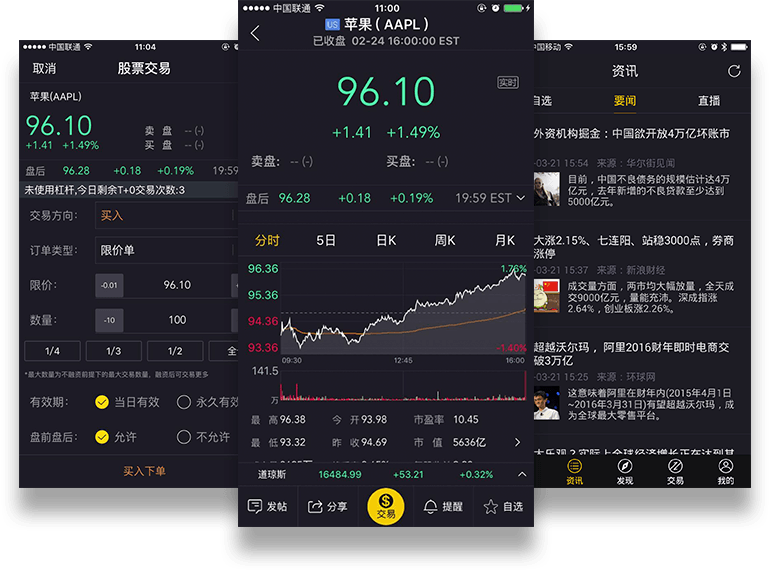 中国联通
11:04
取消
股票交易
苹果(AAPL)
96.10
+1.41 +1.49%
卖 盘 -- (-)
买 盘 -- (-)
盘后 96.28 +0.18 +0.19% 19:59
未使用杠杆,今日剩余T+0交易次数:3
交易方向: 买入
订单类型: 限价单
限价: -0.01 96.10
数量: -10 100
1/4 1/3 1/2 全
*最大数量为不融资前提下的最大交易数量，融资后可交易更多
有效期: 当日有效 永久有效
盘前盘后: 允许 不允许
买入下单
中国联通
11:00
US 苹果 ( AAPL )
已收盘 02-24 16:00:00 EST
96.10
实时
+1.41 +1.49%
卖盘: -- (-) 买盘: -- (-)
盘后 96.28 +0.18 +0.19% 19:59 EST
分时 5日 日K 周K 月K
96.36 1.76%
95.36
94.36
93.36 -1.40%
09:30 12:45 16:00
141.5
万
最 高 96.38 今 开 93.98 市盈率 10.45
最 低 93.32 昨 收 94.69 市 值 5636亿
道琼斯 16484.99 +53.21 +0.32%
发帖 分享 交易 提醒 自选
中国移动
15:59
资讯
自选 要闻 直播
外资机构掘金：中国欲开放4万亿坏账市
-03-21 15:54 来源：华尔街见闻
目前，中国不良债务的规模估计达4万
亿元，去年新增的不良贷款至少达到
5000亿元。
大涨2.15%、七连阳、站稳3000点，券商
涨停
-03-21 15:37 来源：新浪财经
成交量方面，两市均大幅放量，全天成
交9000亿元，量能充沛。深成指涨
2.64%，创业板涨2.26%。
超越沃尔玛，阿里2016财年即时电商交
破3万亿
-03-21 15:25 来源：环球网
这意味着阿里在财年内(2015年4月1日
~2016年3月31日)有望超越沃尔玛，成
为全球最大零售平台。
资讯 发现 交易 我的